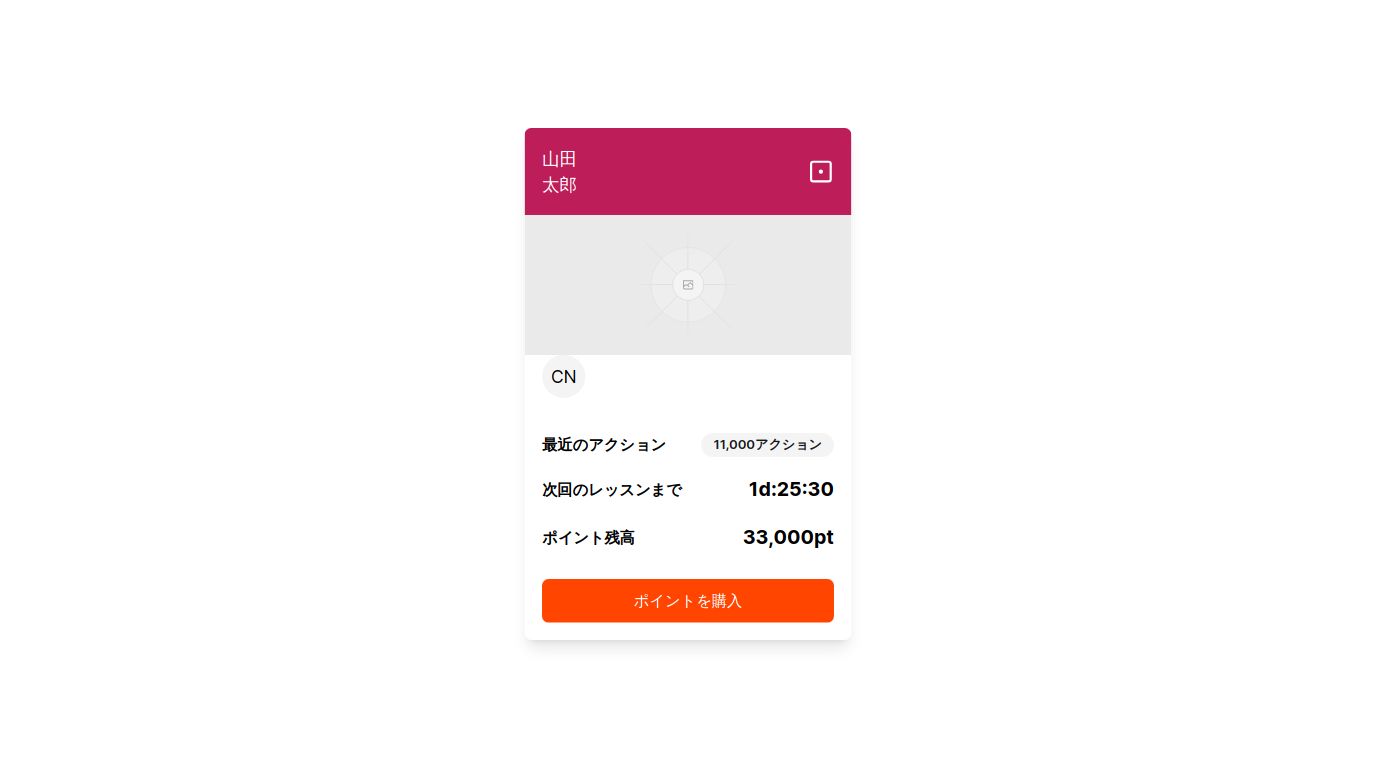 山田
太郎
CN
最近のアクション
11,000アクション
次回のレッスンまで
1d:25:30
ポイント残高
33,000pt
ポイントを購入